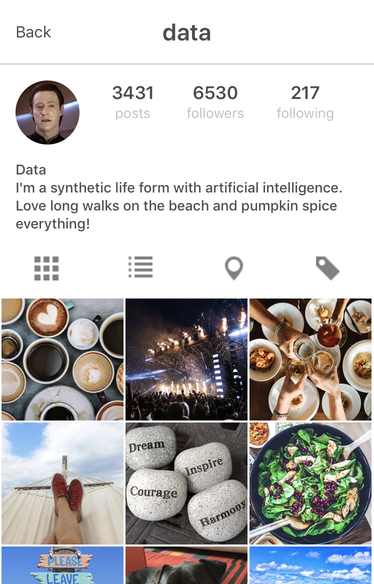 Back
data
3431
6530
217
posts
followers
following
Data
I'm a synthetic life form with artificial intelligence.
Love long walks on the beach and pumpkin spice
everything!
Dream
Inspire
Courage
Harmony
PLEASE
LEAVE